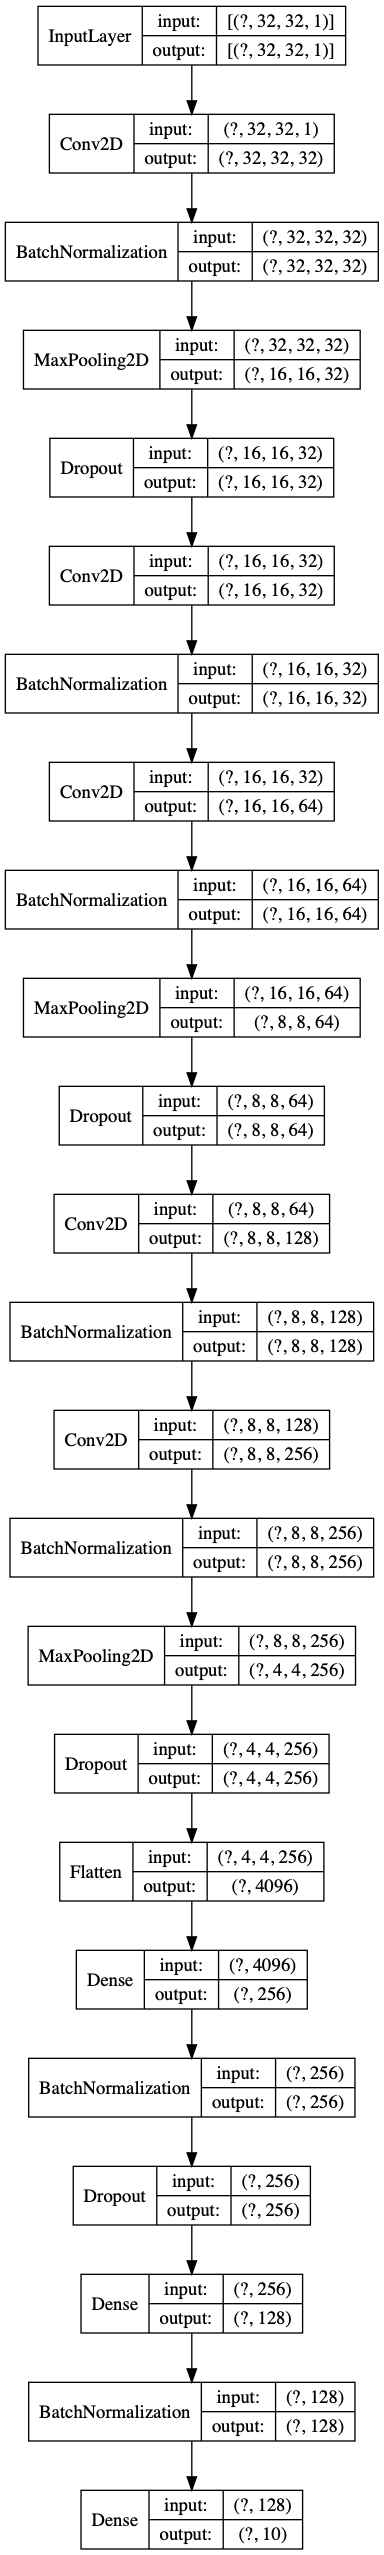 InputLayer input: [(?, 32, 32, 1)]
output: [(?, 32, 32, 1)]
Conv2D input: (?, 32, 32, 1)
output: (?, 32, 32, 32)
BatchNormalization input: (?, 32, 32, 32)
output: (?, 32, 32, 32)
MaxPooling2D input: (?, 32, 32, 32)
output: (?, 16, 16, 32)
Dropout input: (?, 16, 16, 32)
output: (?, 16, 16, 32)
Conv2D input: (?, 16, 16, 32)
output: (?, 16, 16, 32)
BatchNormalization input: (?, 16, 16, 32)
output: (?, 16, 16, 32)
Conv2D input: (?, 16, 16, 32)
output: (?, 16, 16, 64)
BatchNormalization input: (?, 16, 16, 64)
output: (?, 16, 16, 64)
MaxPooling2D input: (?, 16, 16, 64)
output: (?, 8, 8, 64)
Dropout input: (?, 8, 8, 64)
output: (?, 8, 8, 64)
Conv2D input: (?, 8, 8, 64)
output: (?, 8, 8, 128)
BatchNormalization input: (?, 8, 8, 128)
output: (?, 8, 8, 128)
Conv2D input: (?, 8, 8, 128)
output: (?, 8, 8, 256)
BatchNormalization input: (?, 8, 8, 256)
output: (?, 8, 8, 256)
MaxPooling2D input: (?, 8, 8, 256)
output: (?, 4, 4, 256)
Dropout input: (?, 4, 4, 256)
output: (?, 4, 4, 256)
Flatten input: (?, 4, 4, 256)
output: (?, 4096)
Dense input: (?, 4096)
output: (?, 256)
BatchNormalization input: (?, 256)
output: (?, 256)
Dropout input: (?, 256)
output: (?, 256)
Dense input: (?, 256)
output: (?, 128)
BatchNormalization input: (?, 128)
output: (?, 128)
Dense input: (?, 128)
output: (?, 10)